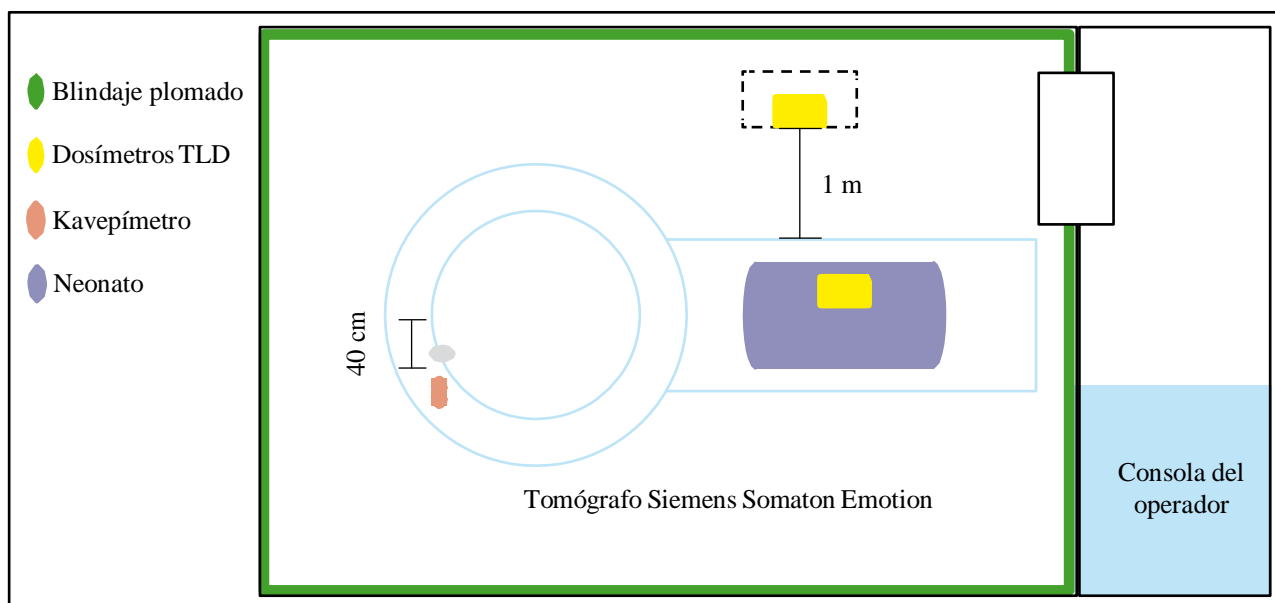 Blindaje plomado
Dosímetros TLD
Kavepímetro
Neonato
1 m
40 cm
Tomógrafo Siemens Somaton Emotion
Consola del
operador